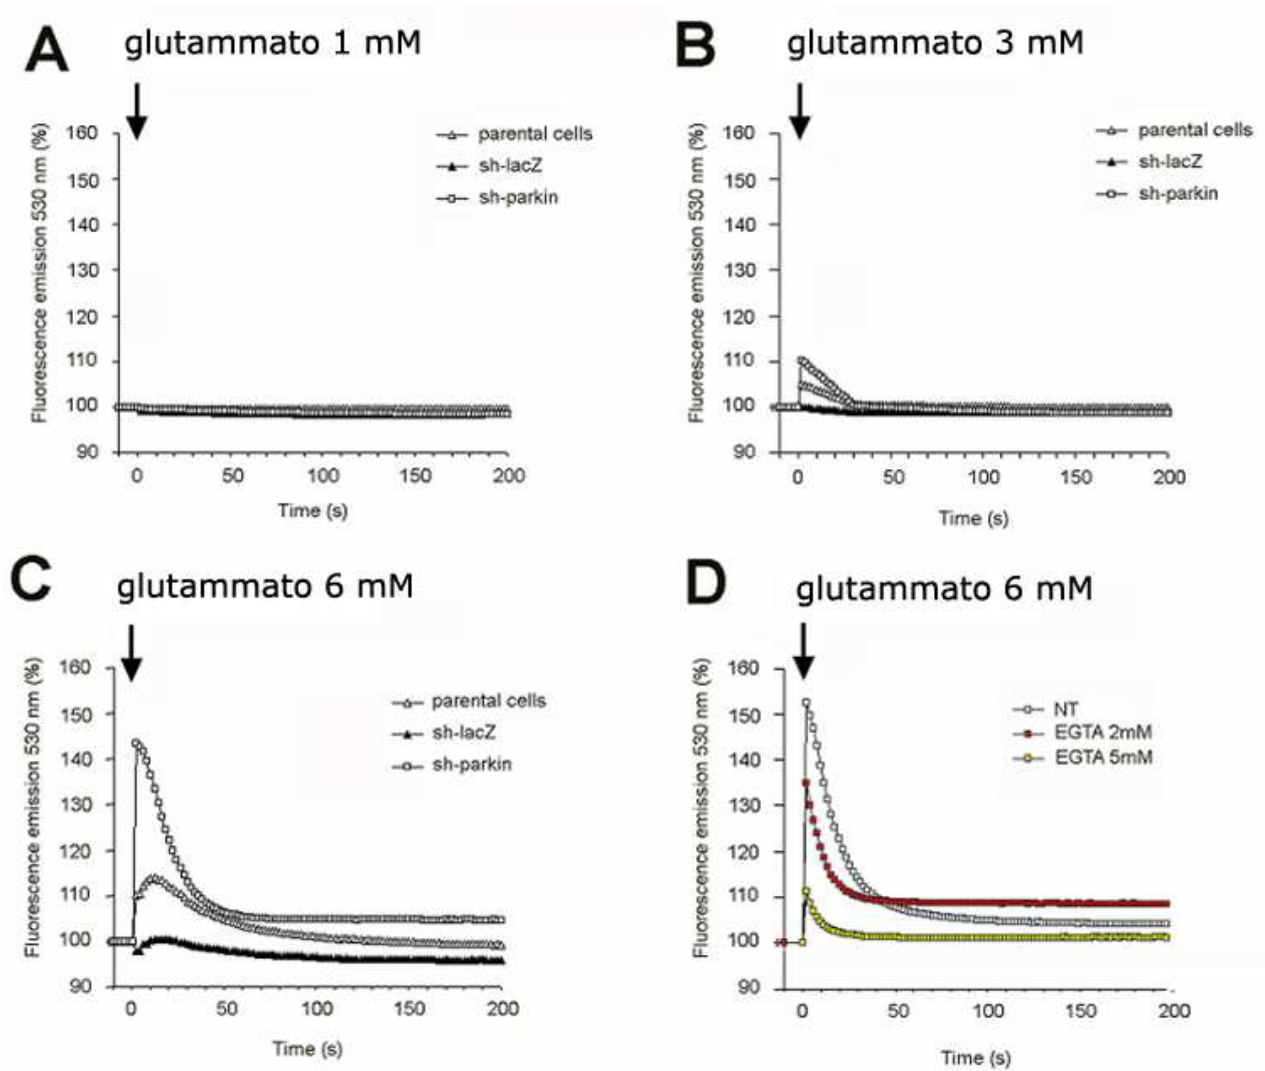 A glutammato 1 mM
Fluorescence emission 530 nm (%)
160
150
140
130
120
110
100
90
parental cells
sh-lacZ
sh-parkin
0 50 100 150 200
Time (s)
B glutammato 3 mM
Fluorescence emission 530 nm (%)
160
150
140
130
120
110
100
90
parental cells
sh-lacZ
sh-parkin
0 50 100 150 200
Time (s)
C glutammato 6 mM
Fluorescence emission 530 nm (%)
160
150
140
130
120
110
100
90
parental cells
sh-lacZ
sh-parkin
0 50 100 150 200
Time (s)
D glutammato 6 mM
Fluorescence emission 530 nm (%)
160
150
140
130
120
110
100
90
NT
EGTA 2mM
EGTA 5mM
0 50 100 150 200
Time (s)